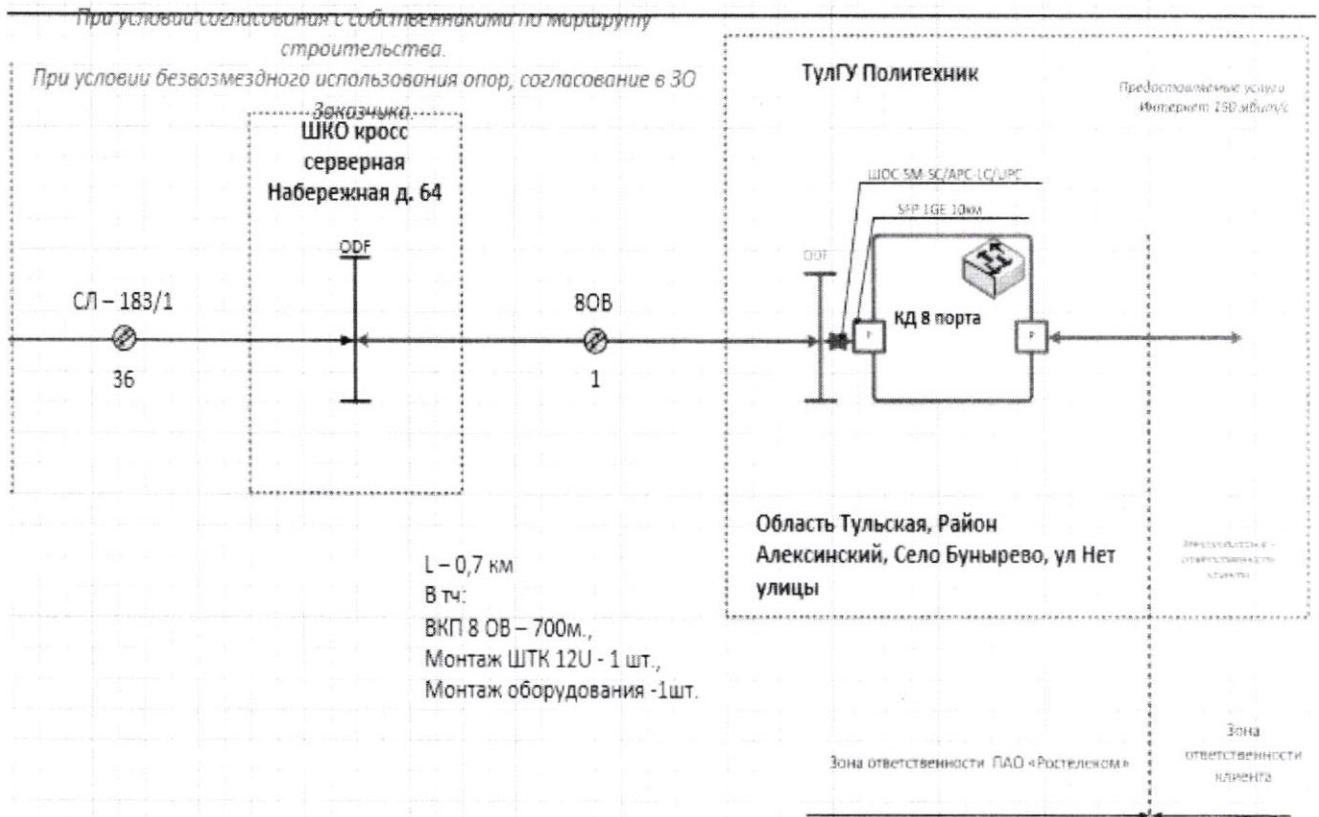 При условии согласования с собственниками по маршруту
строительства.
При условии безвозмездного использования опор, согласование в ЗО
Заказчика.
ШКО кросс
серверная
Набережная д. 64
ODF
СЛ – 183/1
36
8ОВ
1
ТулГУ Политехник
Предоставляемые услуги
Интернет 150 мбит/с
ШОС-SM-SC/APC-LC/UPC
SFP 1GE 10км
ODF
КД 8 порта
P
P
Область Тульская, Район
Алексинский, Село Бунырево, ул Нет
улицы
Электропитание –
ответственность
клиента
L – 0,7 км
В тч:
ВКП 8 ОВ – 700м.,
Монтаж ШТК 12U - 1 шт.,
Монтаж оборудования -1шт.
Зона ответственности ПАО «Ростелеком»
Зона
ответственности
клиента